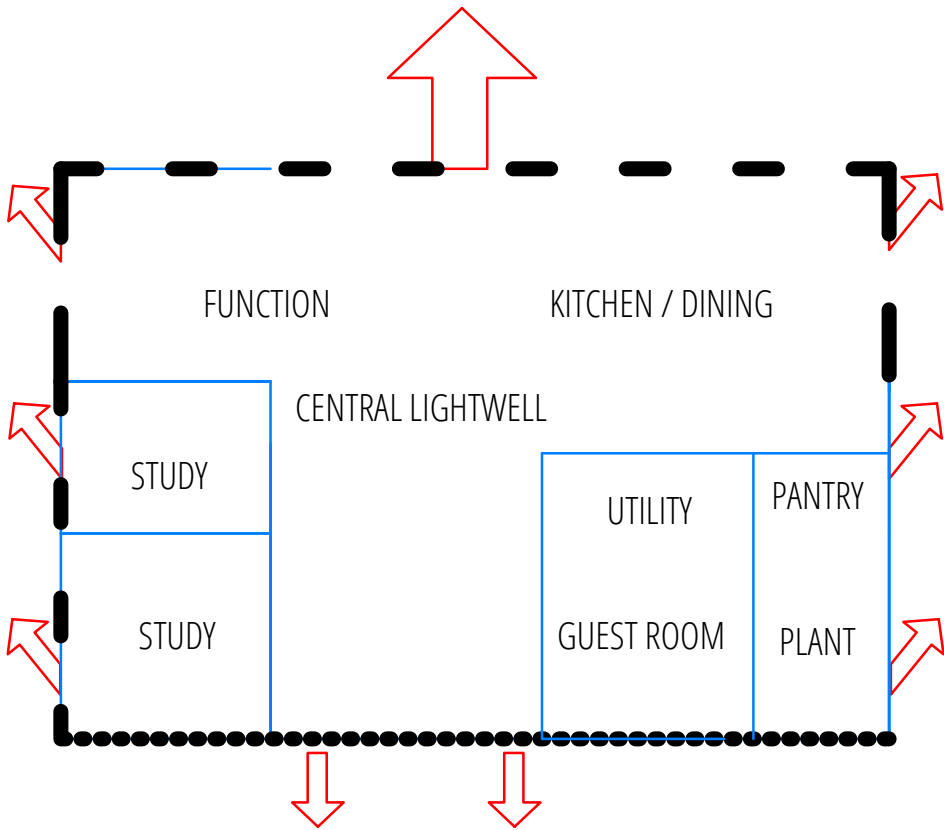 FUNCTION
KITCHEN / DINING
CENTRAL LIGHTWELL
STUDY
UTILITY
PANTRY
STUDY
GUEST ROOM
PLANT